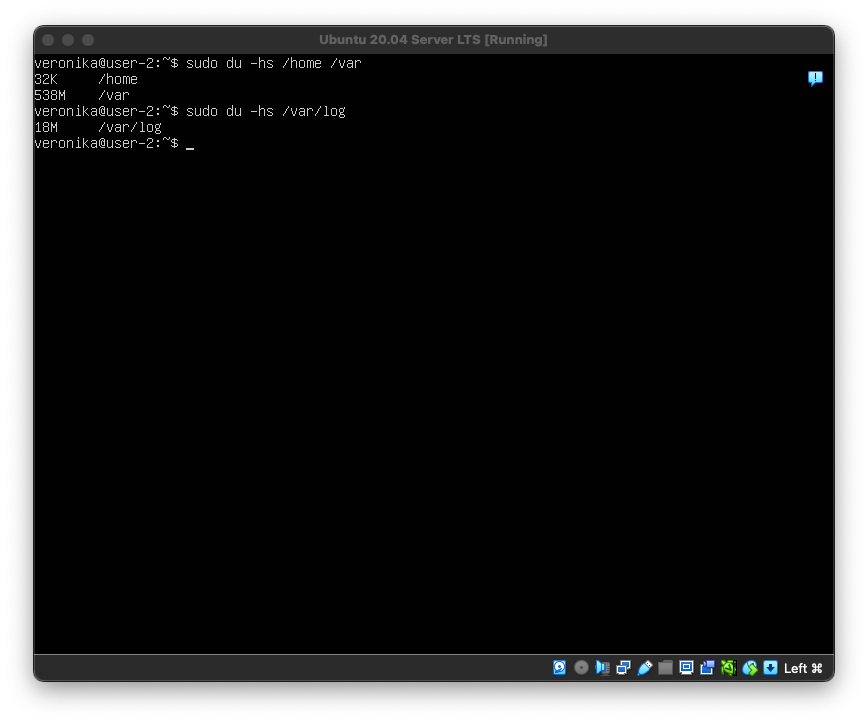 Ubuntu 20.04 Server LTS [Running]
veronika@user-2:~$ sudo du -hs /home /var
32K /home
538M /var
veronika@user-2:~$ sudo du -hs /var/log
18M /var/log
veronika@user-2:~$ _
Left ⌘